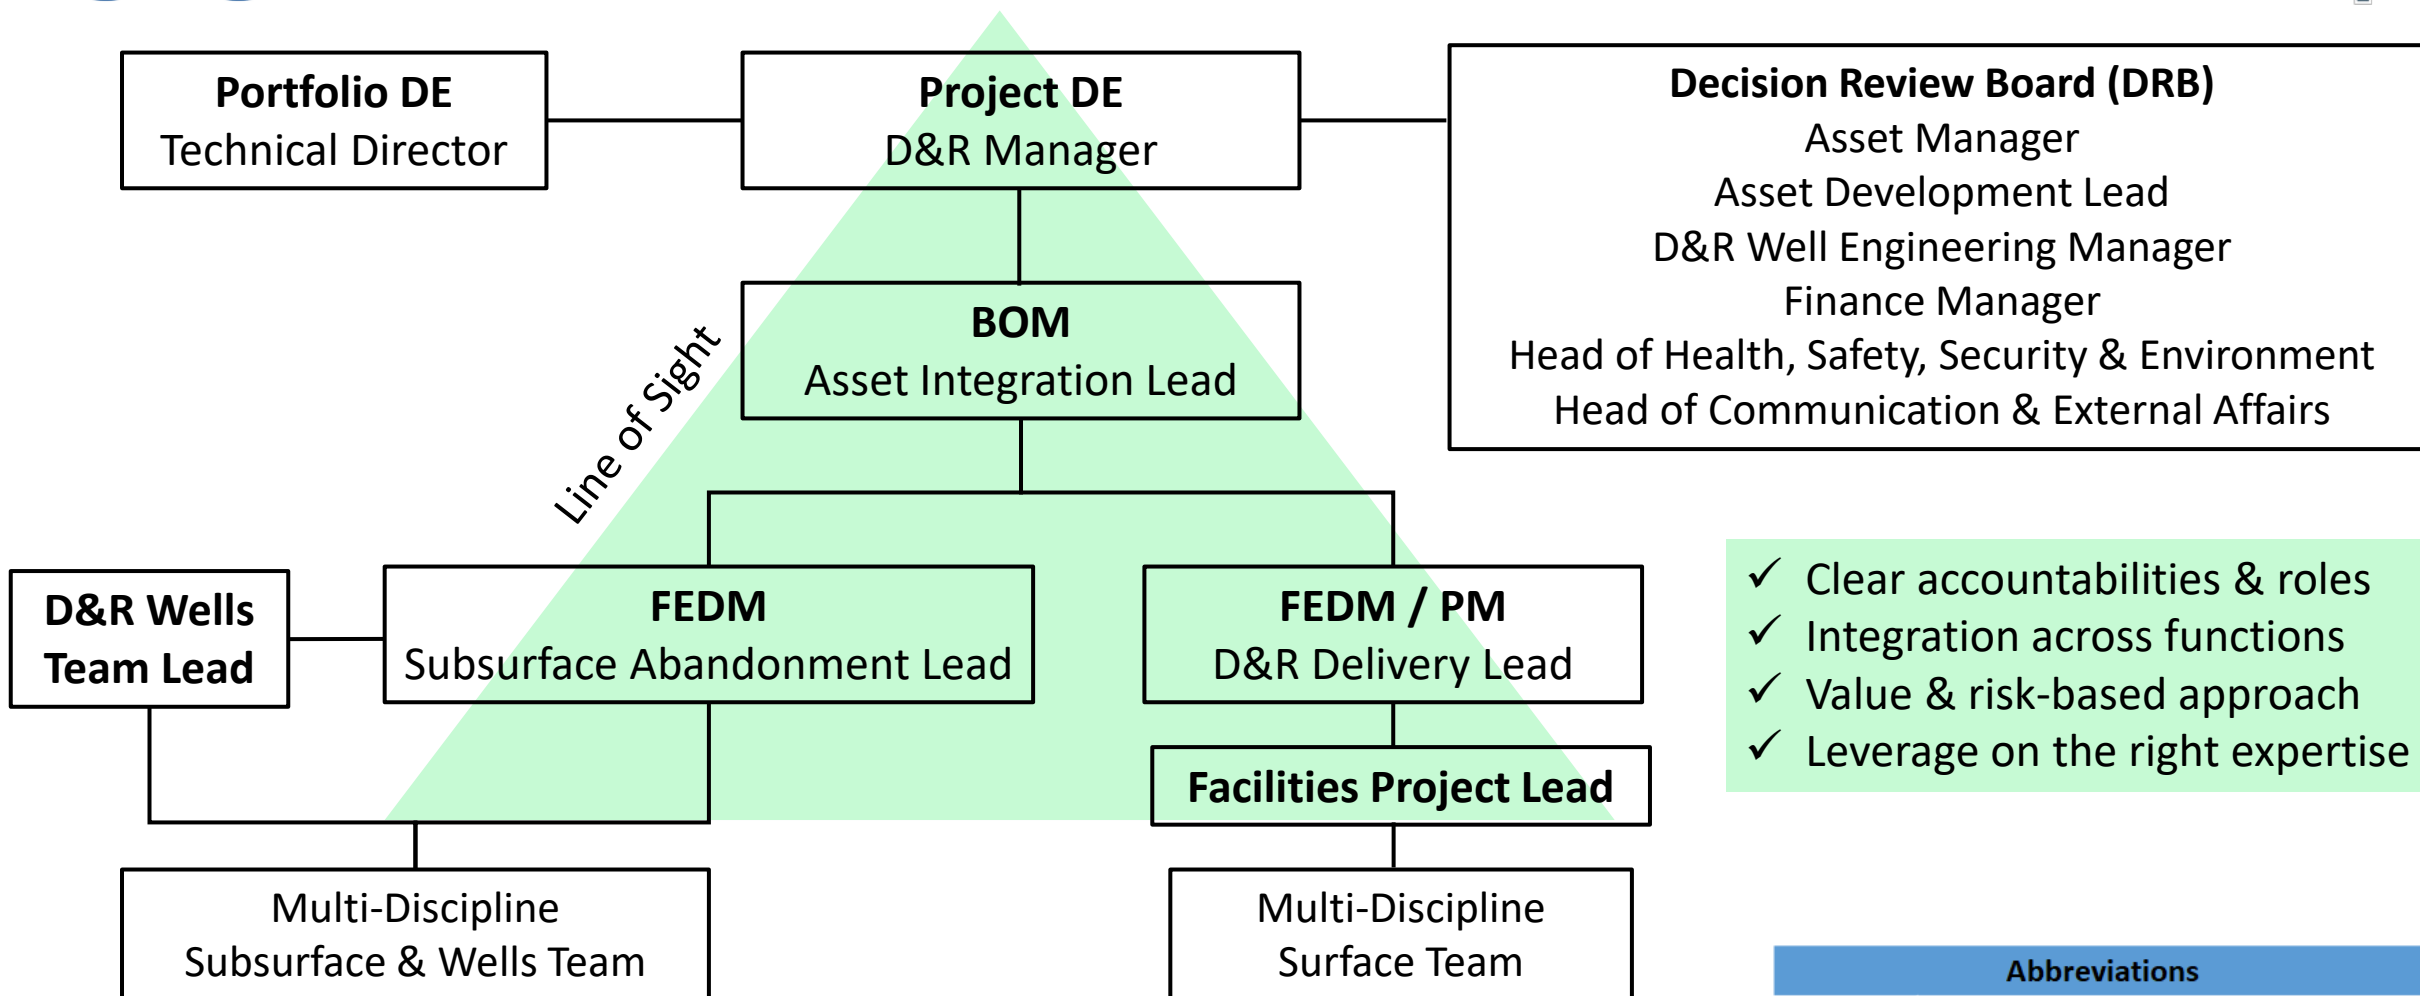 Portfolio DE
Technical Director
Project DE
D&R Manager
Decision Review Board (DRB)
Asset Manager
Asset Development Lead
D&R Well Engineering Manager
Finance Manager
Head of Health, Safety, Security & Environment
Head of Communication & External Affairs
BOM
Asset Integration Lead
Line of Sight
D&R Wells
Team Lead
FEDM
Subsurface Abandonment Lead
FEDM / PM
D&R Delivery Lead
Facilities Project Lead
✓ Clear accountabilities & roles
✓ Integration across functions
✓ Value & risk-based approach
✓ Leverage on the right expertise
Multi-Discipline
Subsurface & Wells Team
Multi-Discipline
Surface Team
Abbreviations